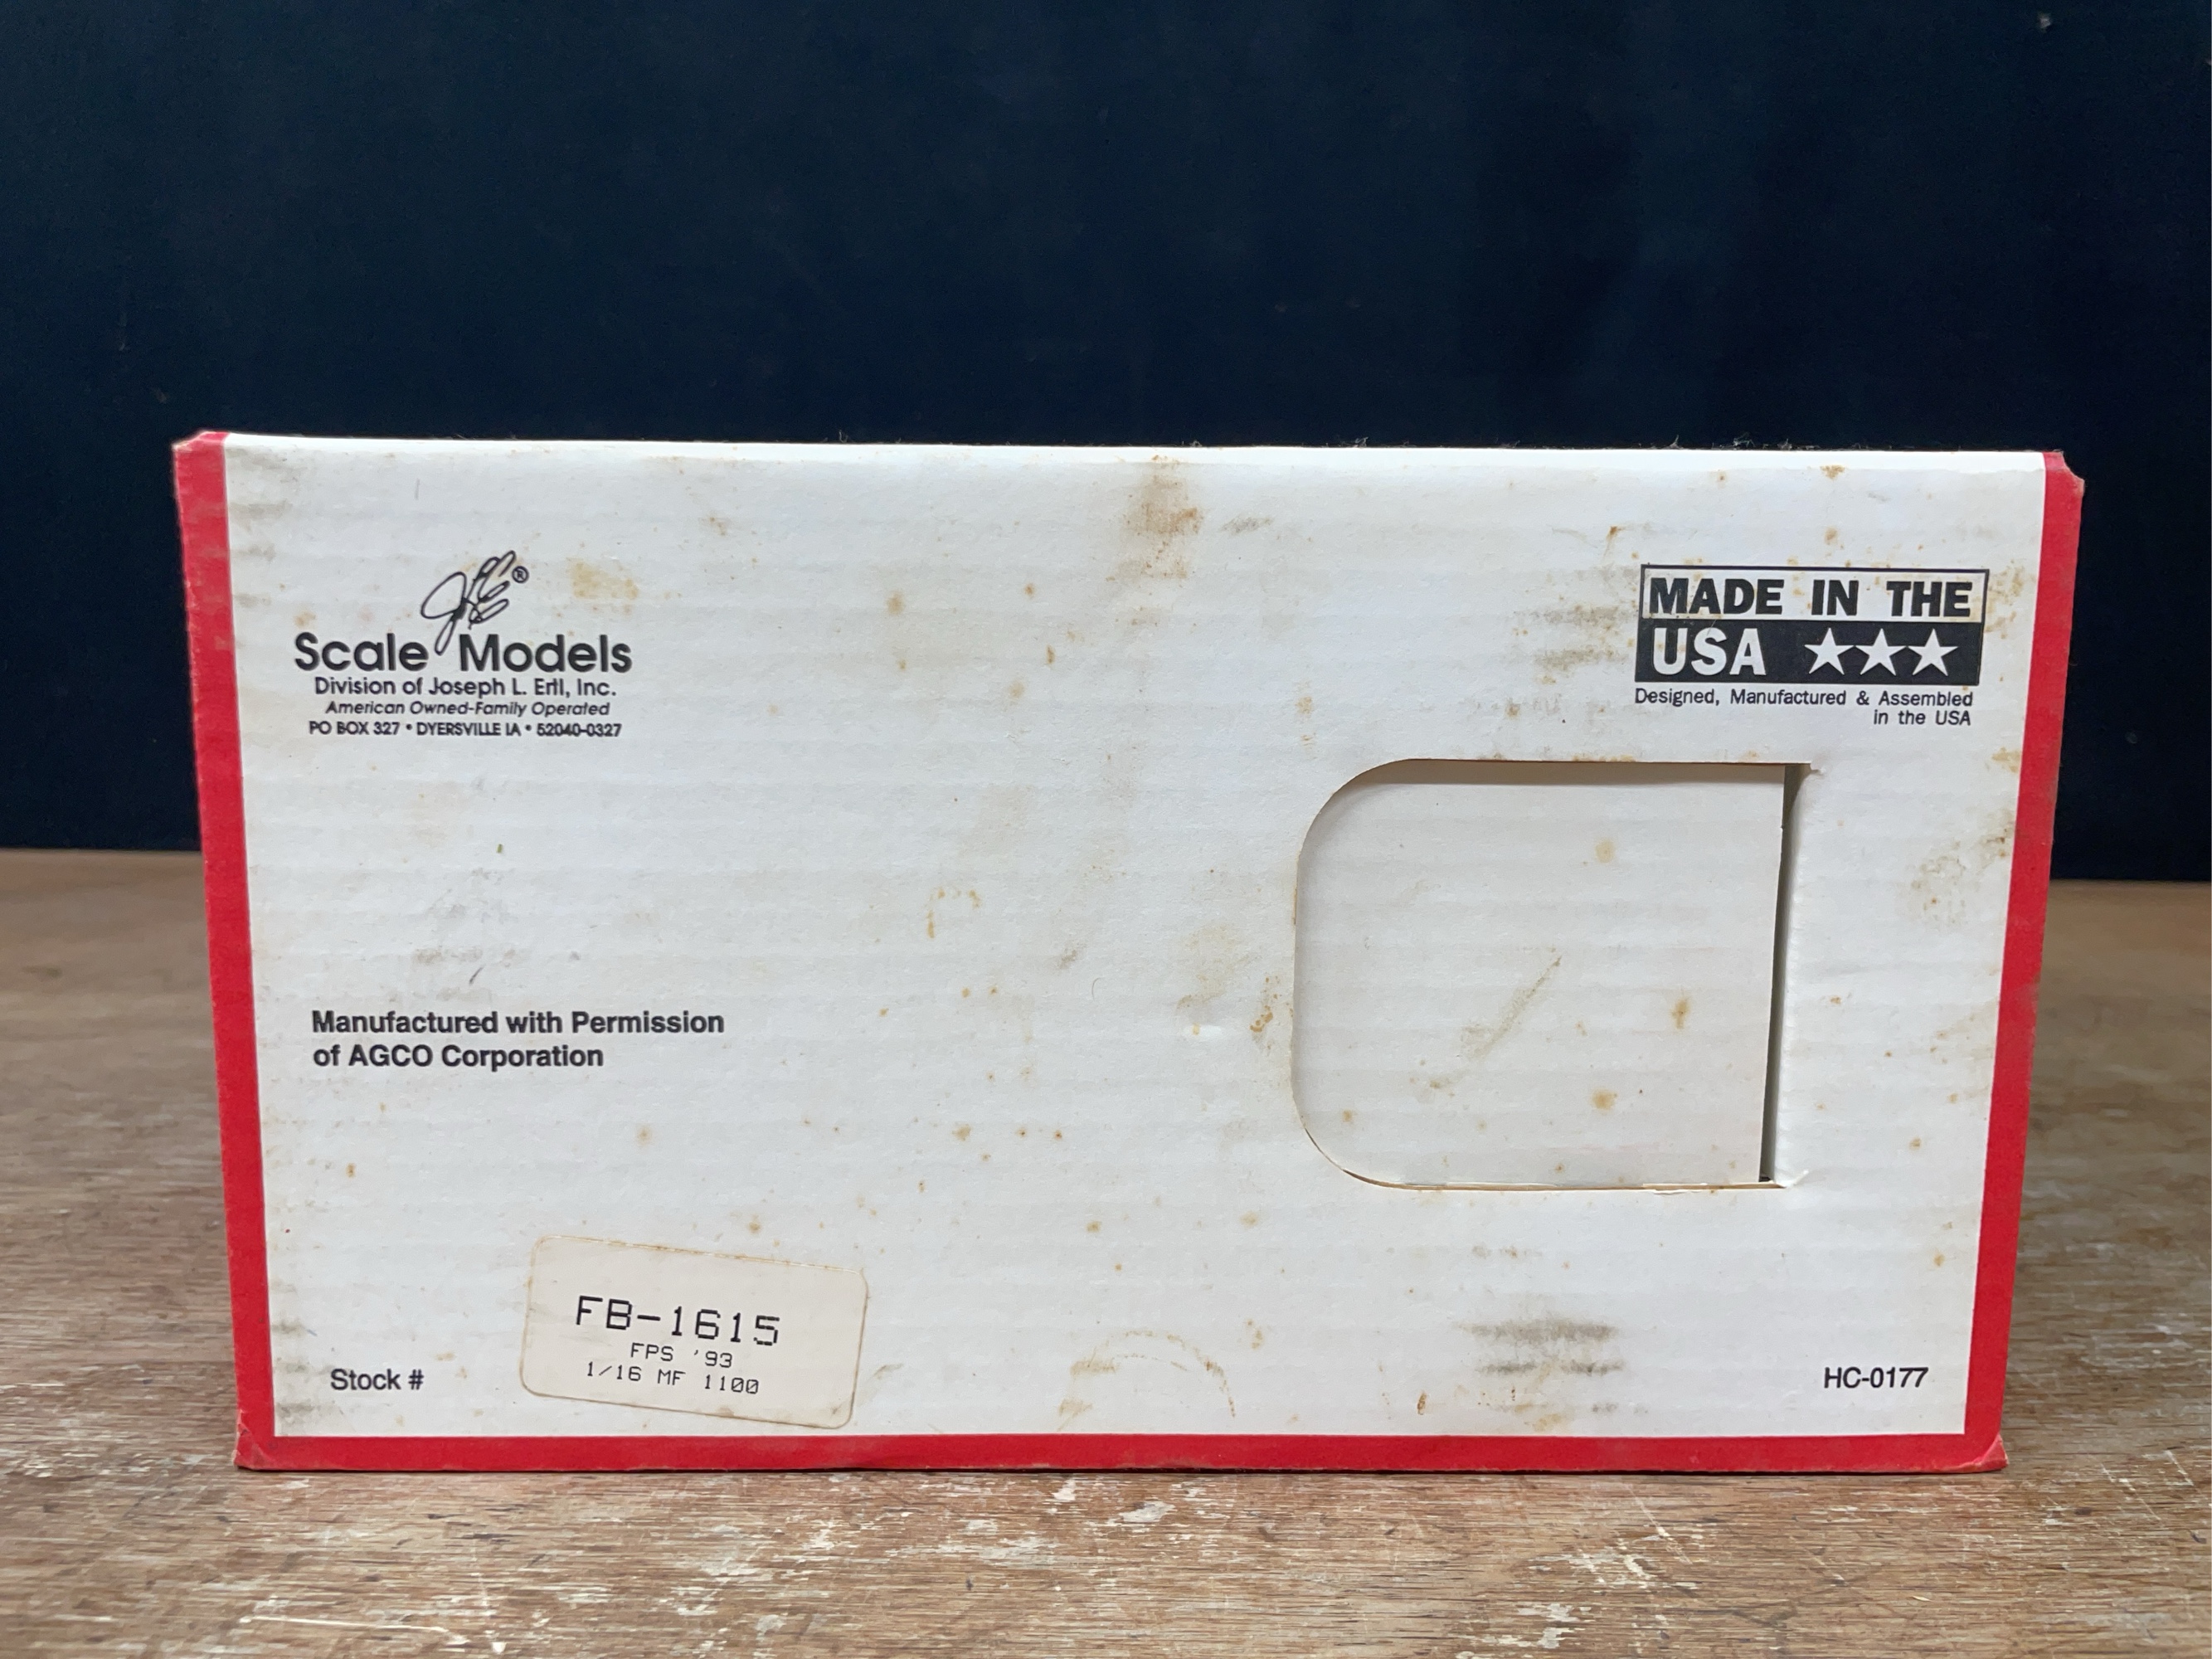 JLE®
Scale Models
Division of Joseph L. Ertl, Inc.
American Owned-Family Operated
PO BOX 327 • DYERSVILLE IA • 52040-0327
MADE IN THE
USA ★★★
Designed, Manufactured & Assembled
in the USA
Manufactured with Permission
of AGCO Corporation
Stock #
FB-1615
FPS '93
1/16 MF 1100
HC-0177